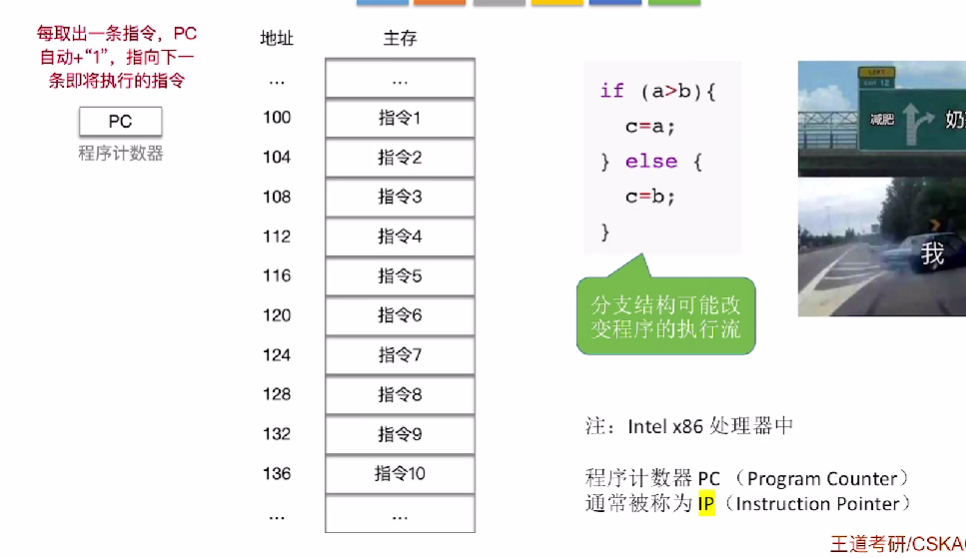 每取出一条指令，PC
自动+“1”，指向下一
条即将执行的指令
PC
程序计数器
地址 主存
... ...
100 指令1
104 指令2
108 指令3
112 指令4
116 指令5
120 指令6
124 指令7
128 指令8
132 指令9
136 指令10
... ...
if (a>b){
c=a;
} else {
c=b;
}
分支结构可能改
变程序的执行流
注：Intel x86 处理器中
程序计数器 PC （Program Counter）
通常被称为 IP（Instruction Pointer）
减肥
我
王道考研/CSKAO